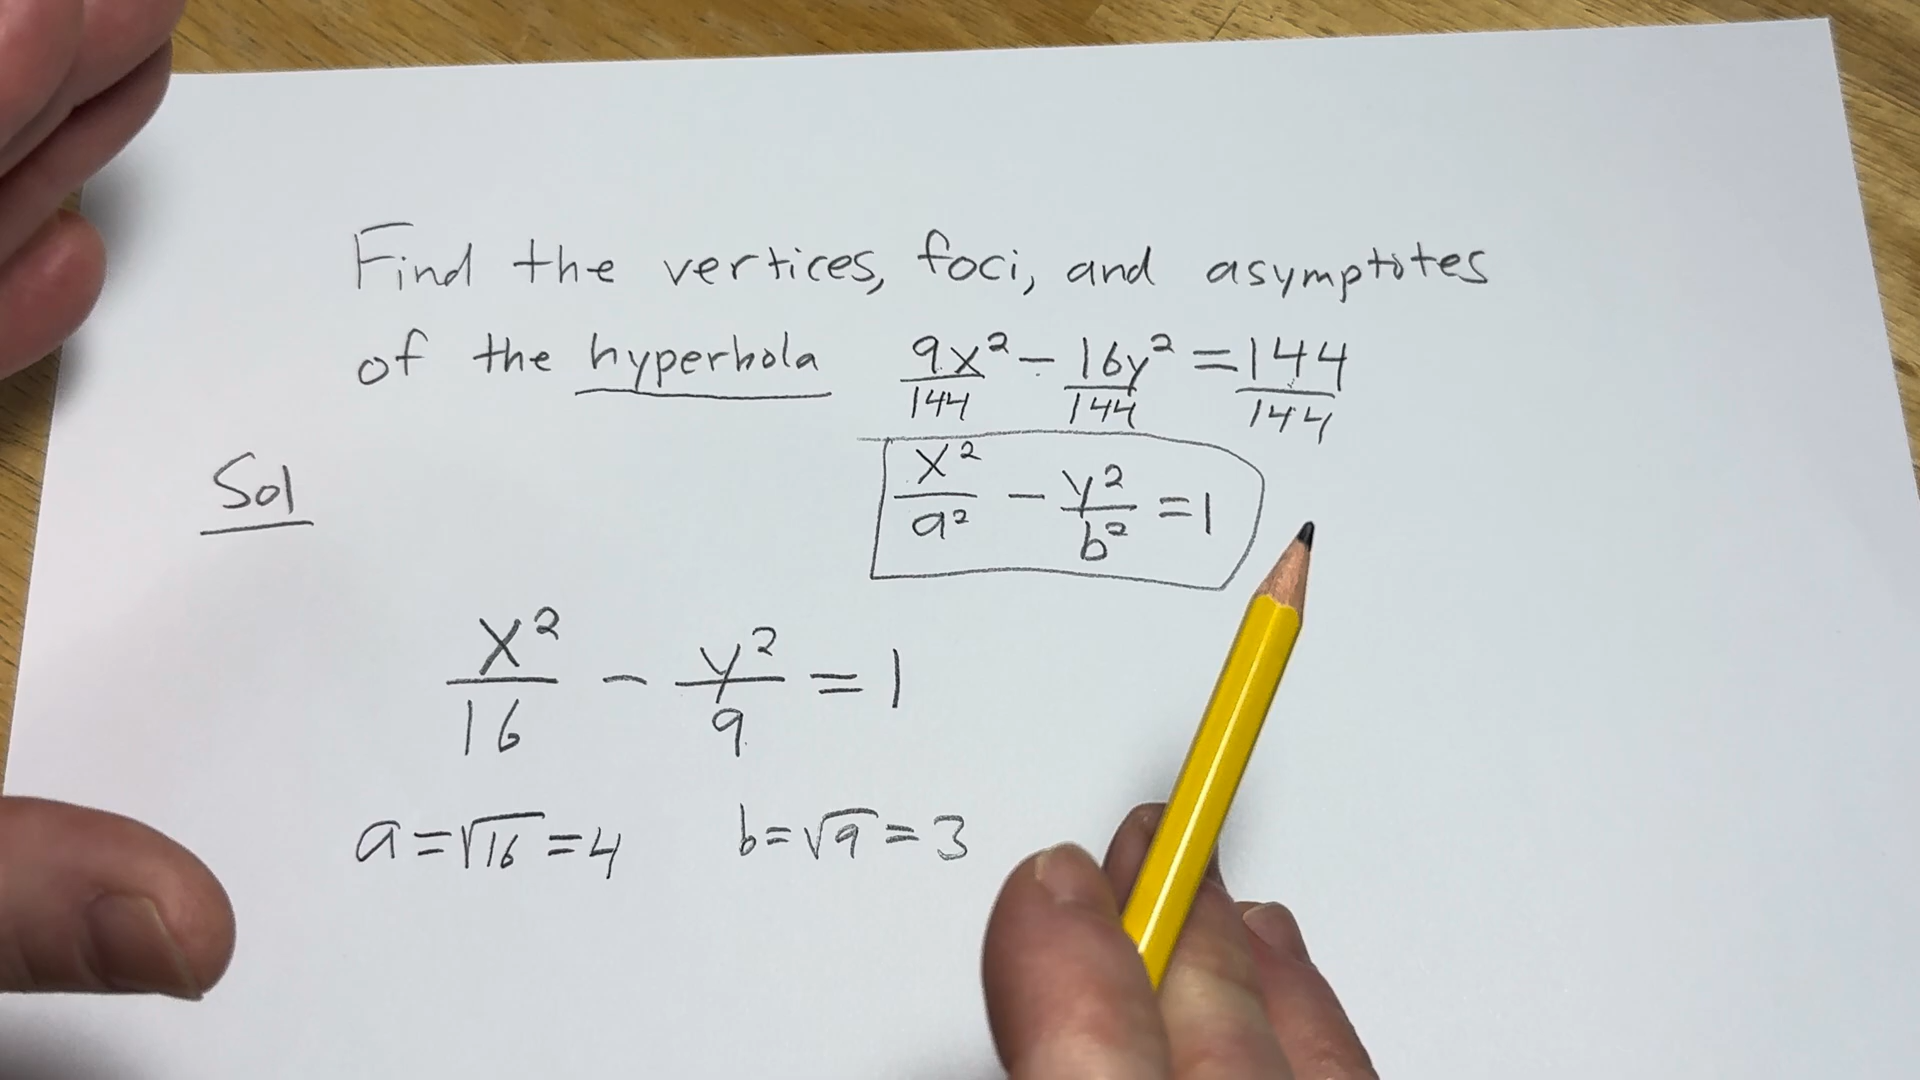 Find the vertices, foci, and asymptotes
of the hyperbola 9x²/144 - 16y²/144 = 144/144
Sol
x²/a² - y²/b² = 1
x²/16 - y²/9 = 1
a = √16 = 4 b = √9 = 3